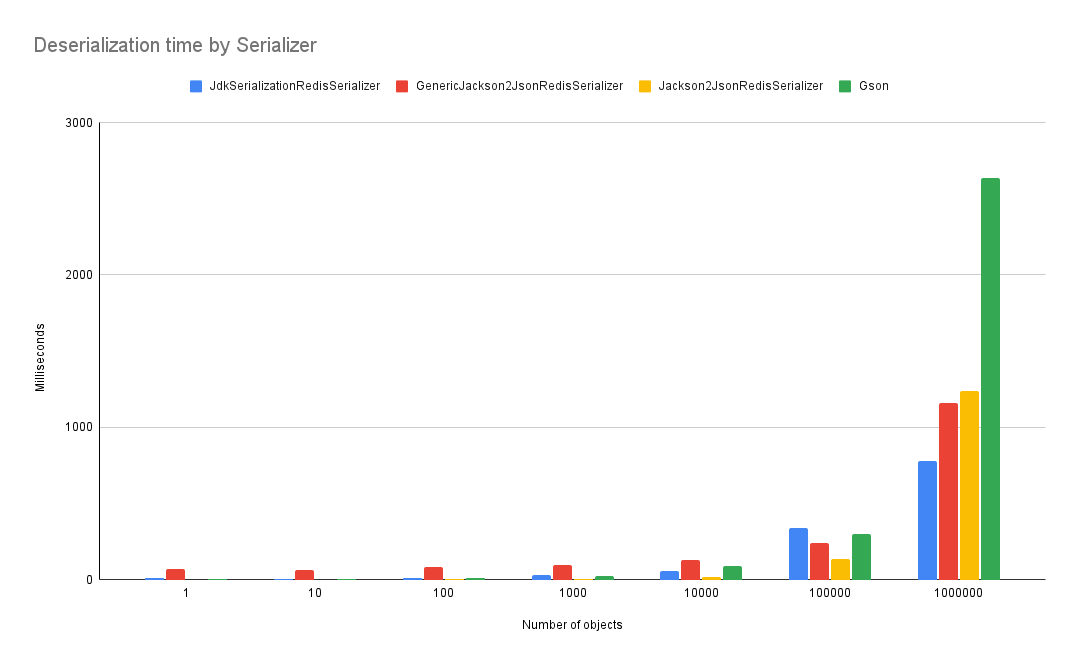 Deserialization time by Serializer
JdkSerializationRedisSerializer GenericJackson2JsonRedisSerializer Jackson2JsonRedisSerializer Gson
3000
2000
1000
0
Milliseconds
1 10 100 1000 10000 100000 1000000
Number of objects